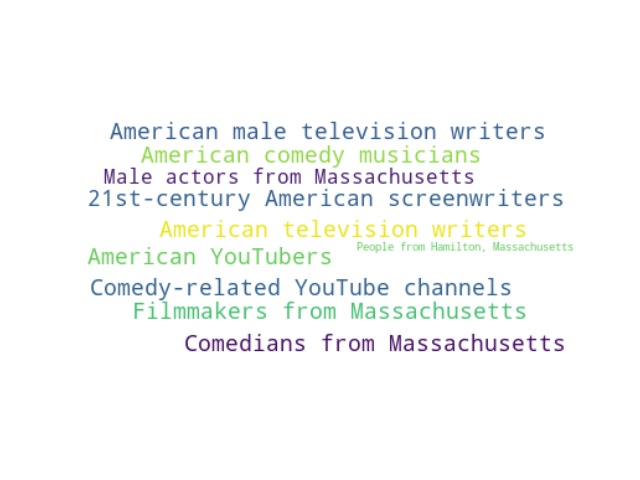 American male television writers
American comedy musicians
Male actors from Massachusetts
21st-century American screenwriters
American television writers
People from Hamilton, Massachusetts
American YouTubers
Comedy-related YouTube channels
Filmmakers from Massachusetts
Comedians from Massachusetts